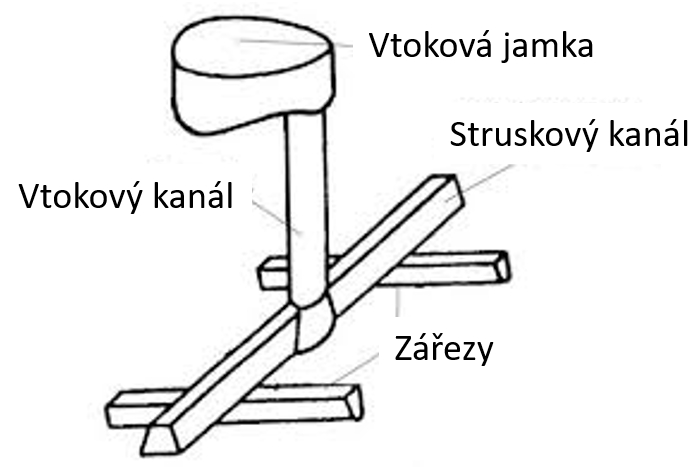 Vtoková jamka
Struskový kanál
Vtokový kanál
Zářezy